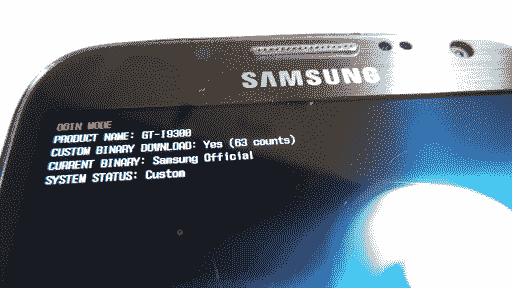 SAMSUNG
ODIN MODE
PRODUCT NAME: GT-I9300
CUSTOM BINARY DOWNLOAD: Yes (63 counts)
CURRENT BINARY: Samsung Official
SYSTEM STATUS: Custom